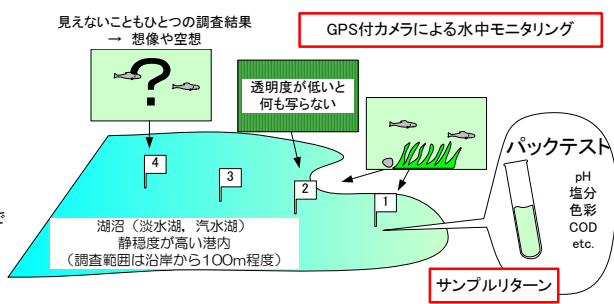 見えないこともひとつの調査結果
→ 想像や空想
GPS付カメラによる水中モニタリング
?
透明度が低いと
何も写らない
4
3
2
1
で
湖沼（淡水湖，汽水湖）
静穏度が高い港内
（調査範囲は沿岸から100m程度）
パックテスト
pH
塩分
色彩
COD
etc.
サンプルリターン